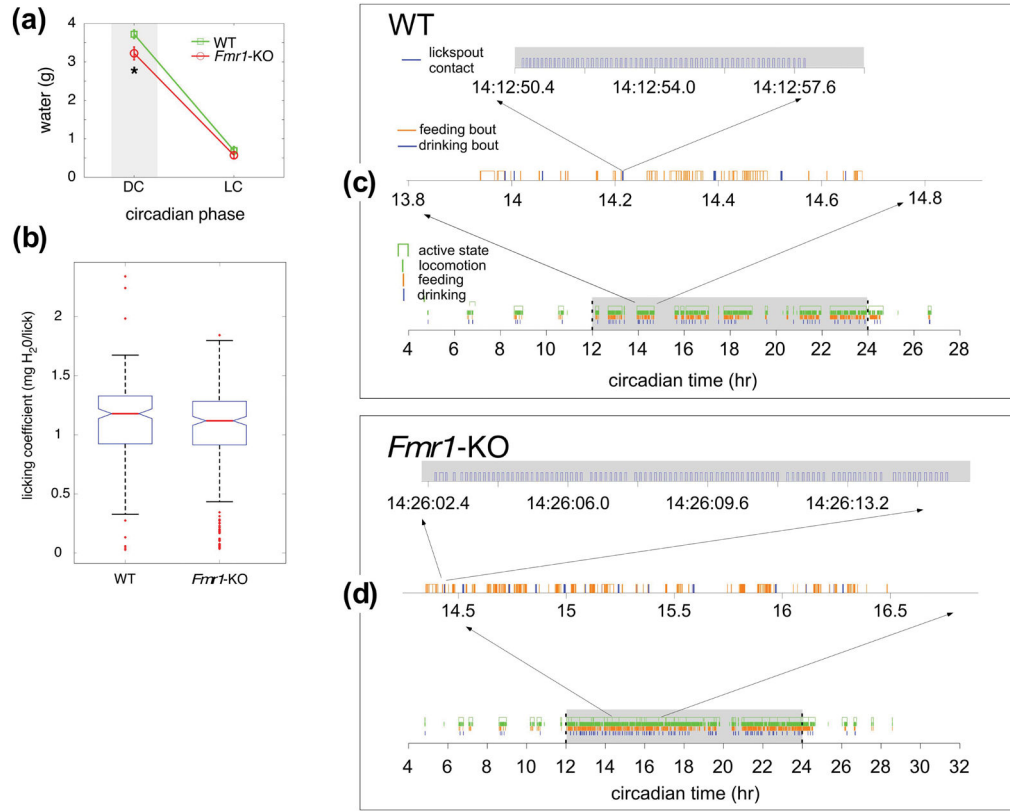 (a)
4
3
2
1
0
water (g)
WT
Fmr1-KO
*
DC
LC
circadian phase
(b)
2
1.5
1
0.5
0
licking coefficient (mg H20/lick)
WT
Fmr1-KO
(c)
WT
lickspout
contact
14:12:50.4 14:12:54.0 14:12:57.6
feeding bout
drinking bout
13.8 14 14.2 14.4 14.6 14.8
active state
locomotion
feeding
drinking
4 6 8 10 12 14 16 18 20 22 24 26 28
circadian time (hr)
(d)
Fmr1-KO
14:26:02.4 14:26:06.0 14:26:09.6 14:26:13.2
14.5 15 15.5 16 16.5
4 6 8 10 12 14 16 18 20 22 24 26 28 30 32
circadian time (hr)